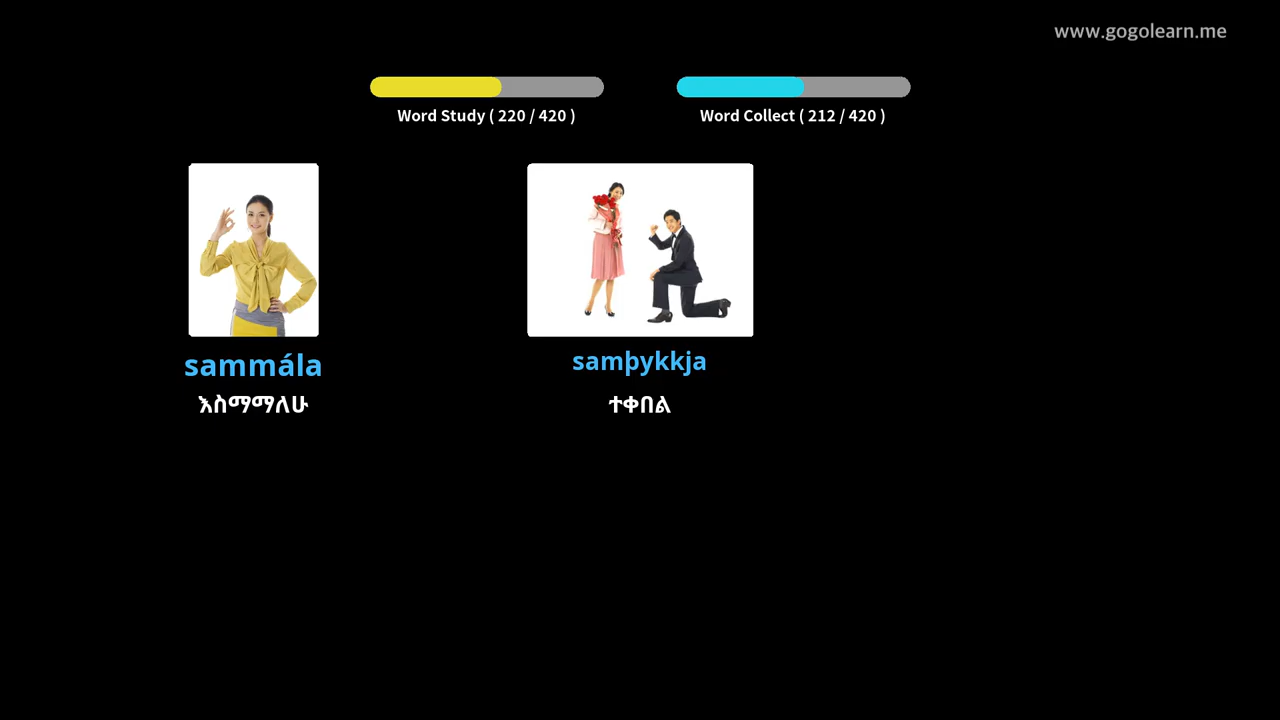 www.gogolearn.me
Word Study ( 220 / 420 )
Word Collect ( 212 / 420 )
sammála
እስማማለሁ
samþykkja
ተቀበል